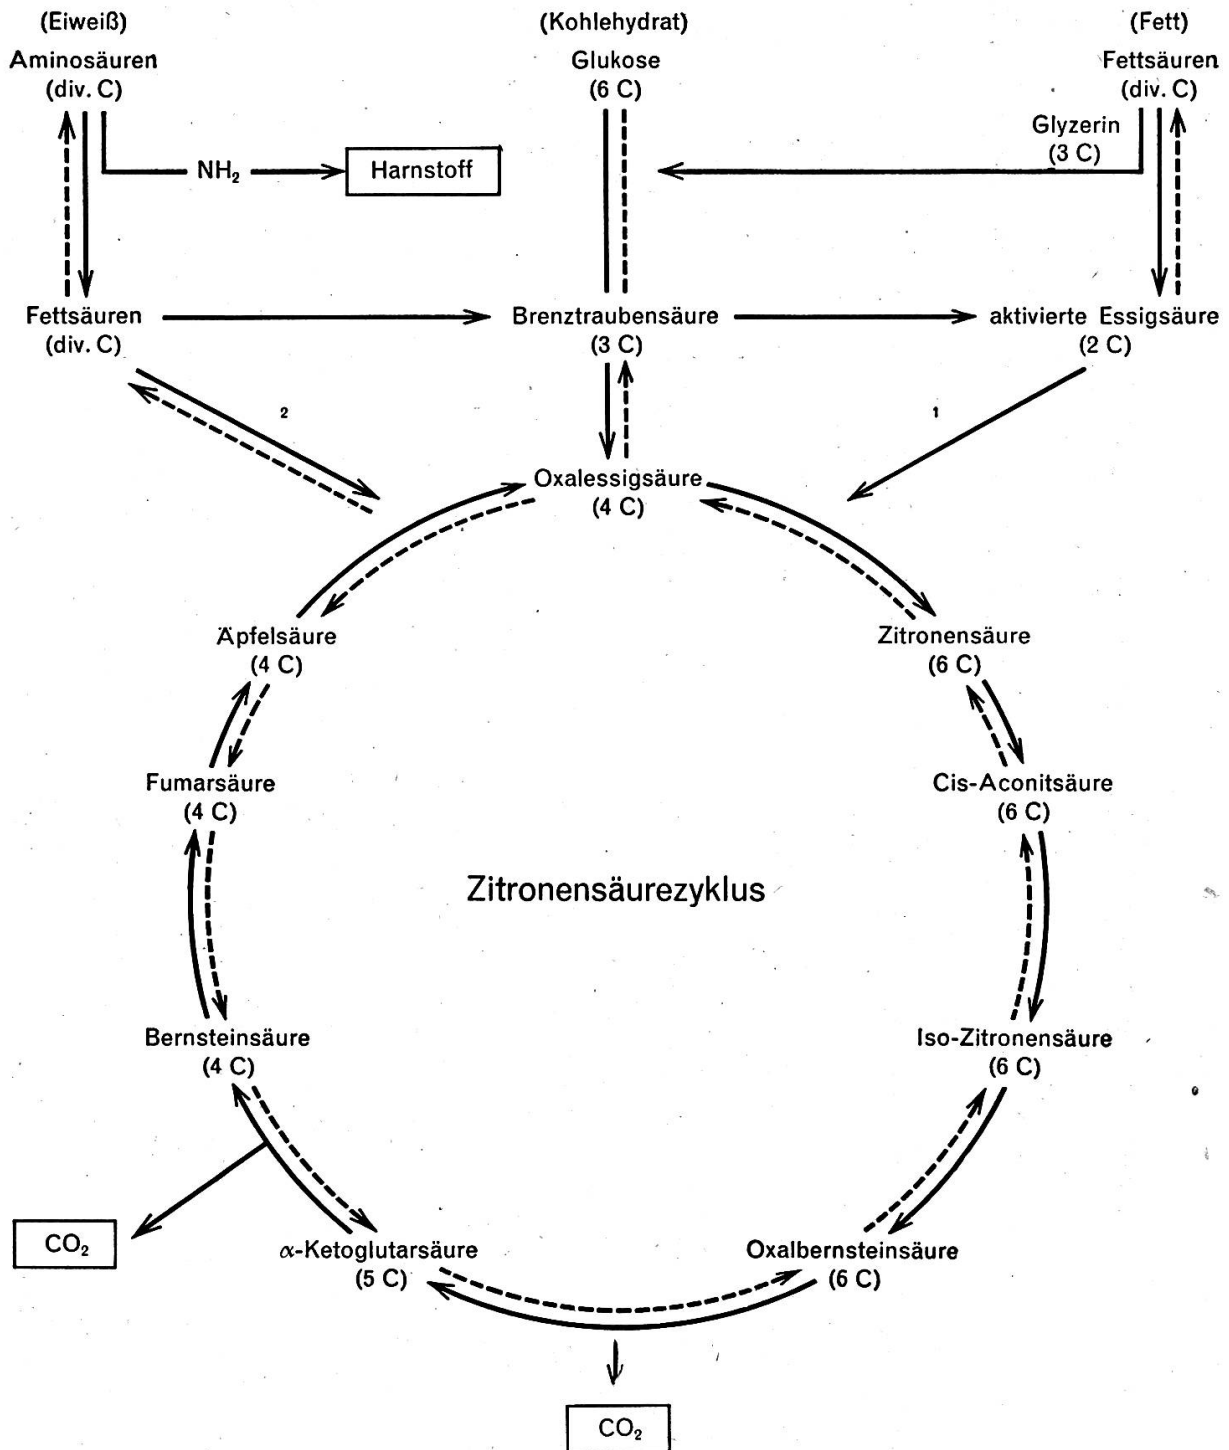 (Eiweiß)
Aminosäuren
(div. C)
(Kohlehydrat)
Glukose
(6 C)
(Fett)
Fettsäuren
(div. C)
Glyzerin
(3 C)
NH₂
Harnstoff
Fettsäuren
(div. C)
Brenztraubensäure
(3 C)
aktivierte Essigsäure
(2 C)
2
1
Oxalessigsäure
(4 C)
Äpfelsäure
(4 C)
Zitronensäure
(6 C)
Fumarsäure
(4 C)
Cis-Aconitsäure
(6 C)
Zitronensäurezyklus
Bernsteinsäure
(4 C)
Iso-Zitronensäure
(6 C)
CO₂
α-Ketoglutarsäure
(5 C)
Oxalbernsteinsäure
(6 C)
CO₂